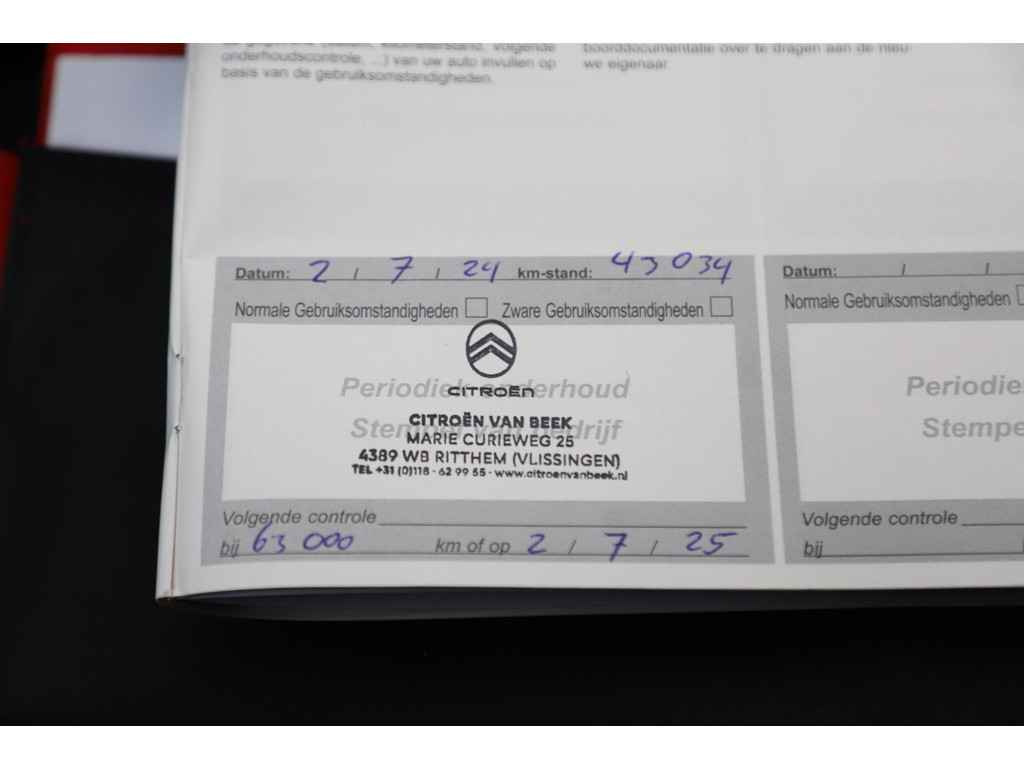 onderhoudscontrole, ...) van uw auto invullen op
basis van de gebruiksomstandigheden.
boorddocumentatie over te dragen aan de nieu-
we eigenaar.
Datum: 2 / 7 / 24 km-stand: 43 034
Normale Gebruiksomstandigheden Zware Gebruiksomstandigheden
Periodiek onderhoud
CITROËN
Stempel van bedrijf
CITROËN VAN BEEK
MARIE CURIEWEG 25
4389 WB RITTHEM (VLISSINGEN)
TEL +31 (0)118 - 62 99 55 - www.citroenvanbeek.nl
Volgende controle
bij 63 000 km of op 2 / 7 / 25
Datum: / /
Normale Gebruiksomstandigheden
Periodie
Stempe
Volgende controle
bij